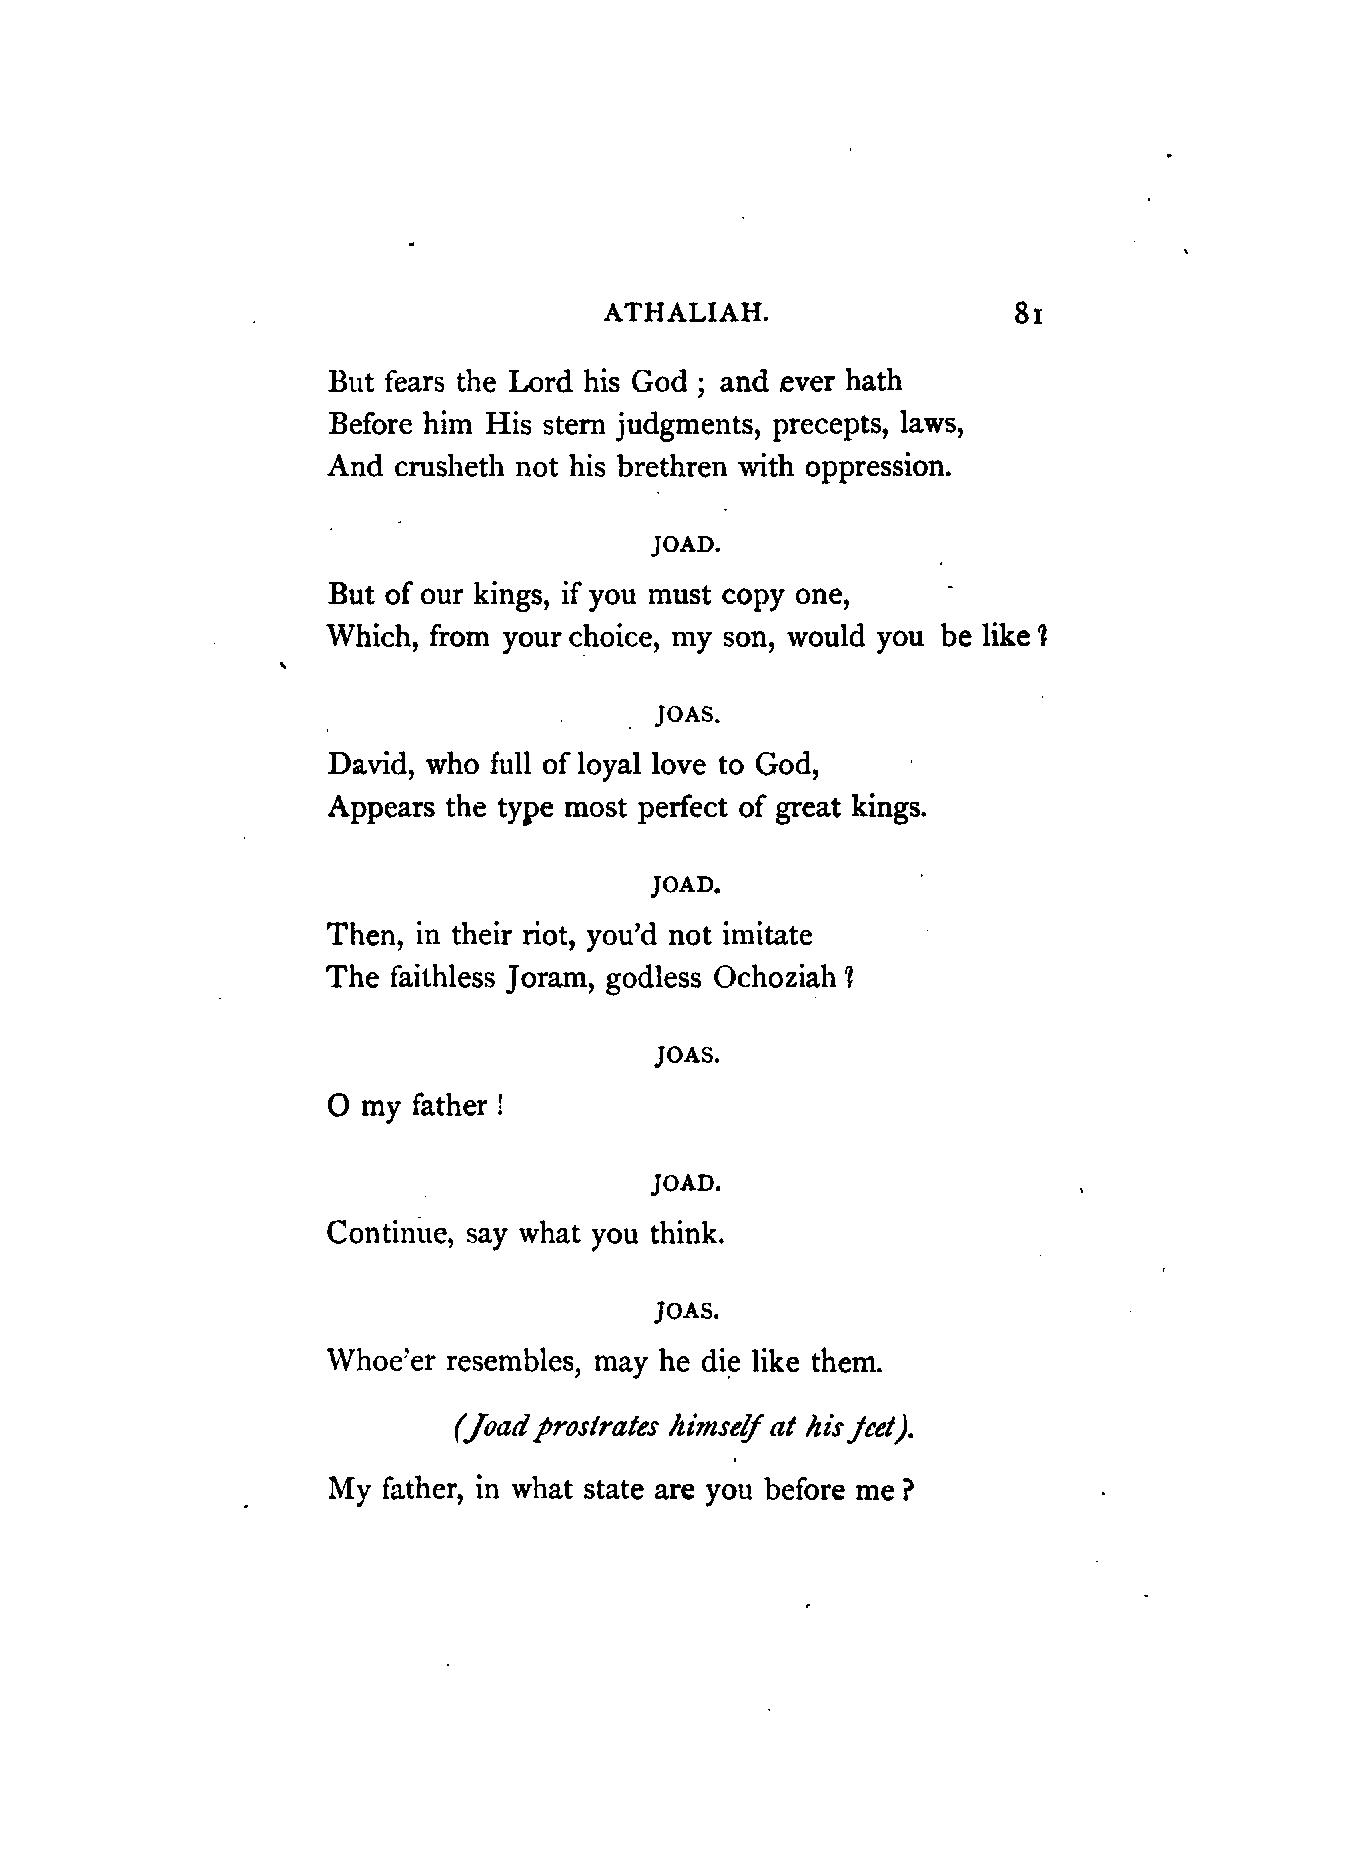 ATHALIAH. 81
But fears the Lord his God ; and ever hath
Before him His stern judgments, precepts, laws,
And crusheth not his brethren with oppression.
JOAD.
But of our kings, if you must copy one,
Which, from your choice, my son, would you be like?
JOAS.
David, who full of loyal love to God,
Appears the type most perfect of great kings.
JOAD.
Then, in their riot, you'd not imitate
The faithless Joram, godless Ochoziah?
JOAS.
O my father !
JOAD.
Continue, say what you think.
JOAS.
Whoe'er resembles, may he die like them.
(Joad prostrates himself at his feet).
My father, in what state are you before me?